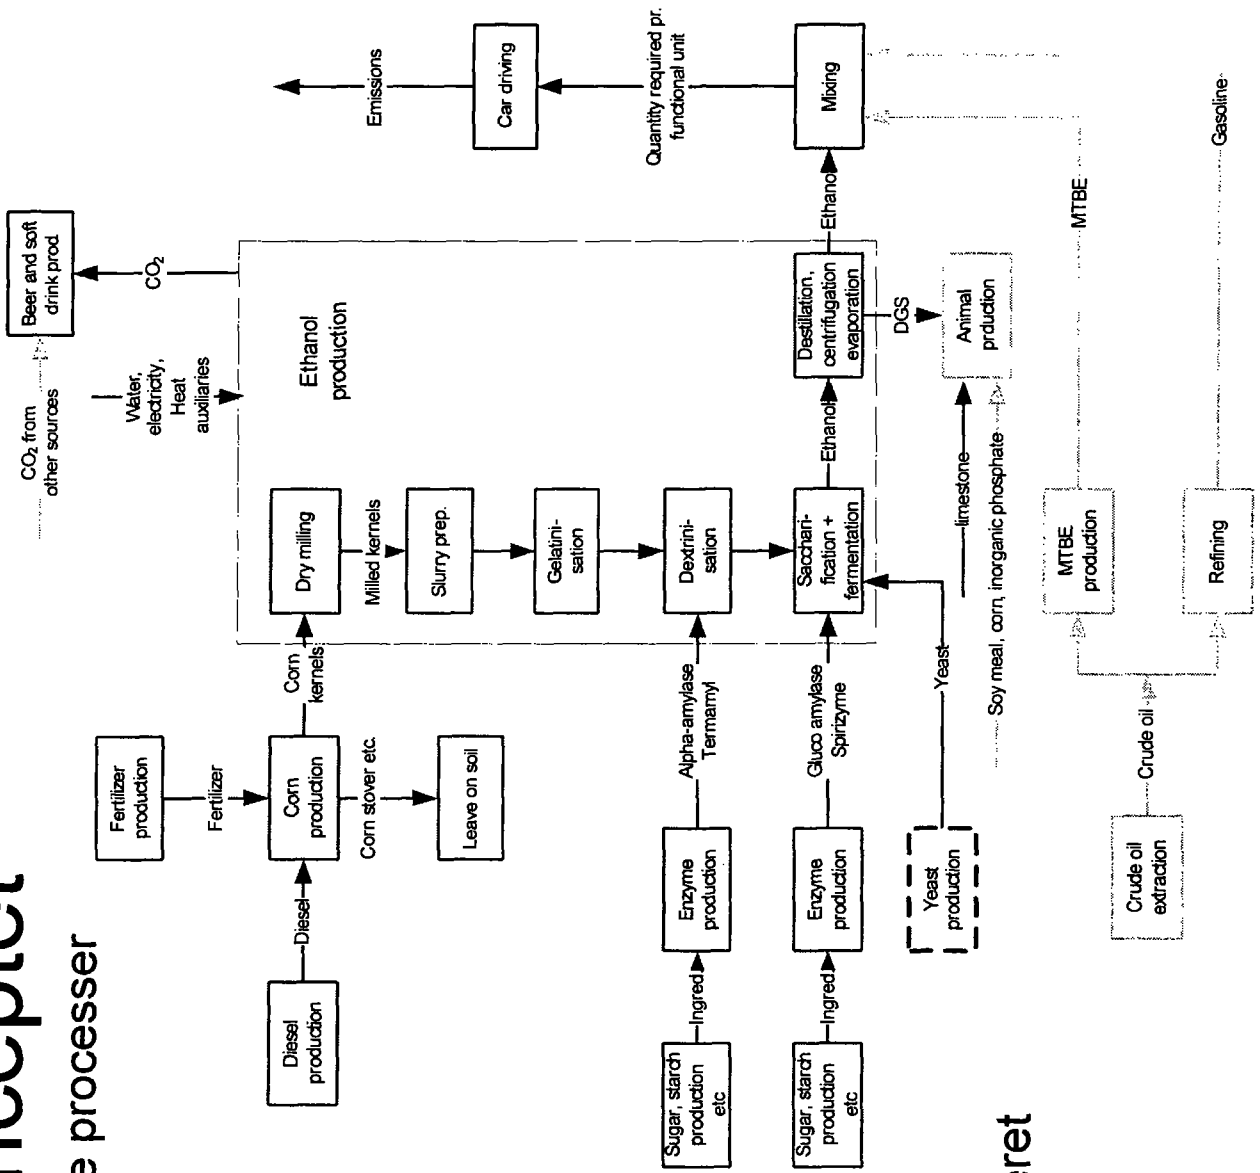 nceptet
e processer
CO₂ from
other sources
Beer and soft
drink prod.
Fertilizer
production
Water,
electricity,
Heat
auxiliaries
CO₂
Fertilizer
Diesel
production
Diesel
Corn
production
Corn
kernels
Dry milling
Ethanol
production
Emissions
Corn stover etc.
Milled kernels
Leave on soil
Slurry prep.
Car driving
Gelatini-
sation
Quantity required pr.
functional unit
Sugar, starch
production
etc
Ingred.
Enzyme
production
Alpha-amylase
Termamyl
Dextrini-
sation
Sugar, starch
production
etc
Ingred.
Enzyme
production
Gluco amylase
Spirizyme
Sacchari-
fication +
fermentation
Ethanol
Destillation,
centrifugation
evaporation
Ethanol
Mixing
DGS
Yeast
production
Yeast
limestone
Animal
prduction
Soy meal, corn, inorganic phosphate
eret
MTBE
production
MTBE
Crude oil
extraction
Crude oil
Refining
Gasoline